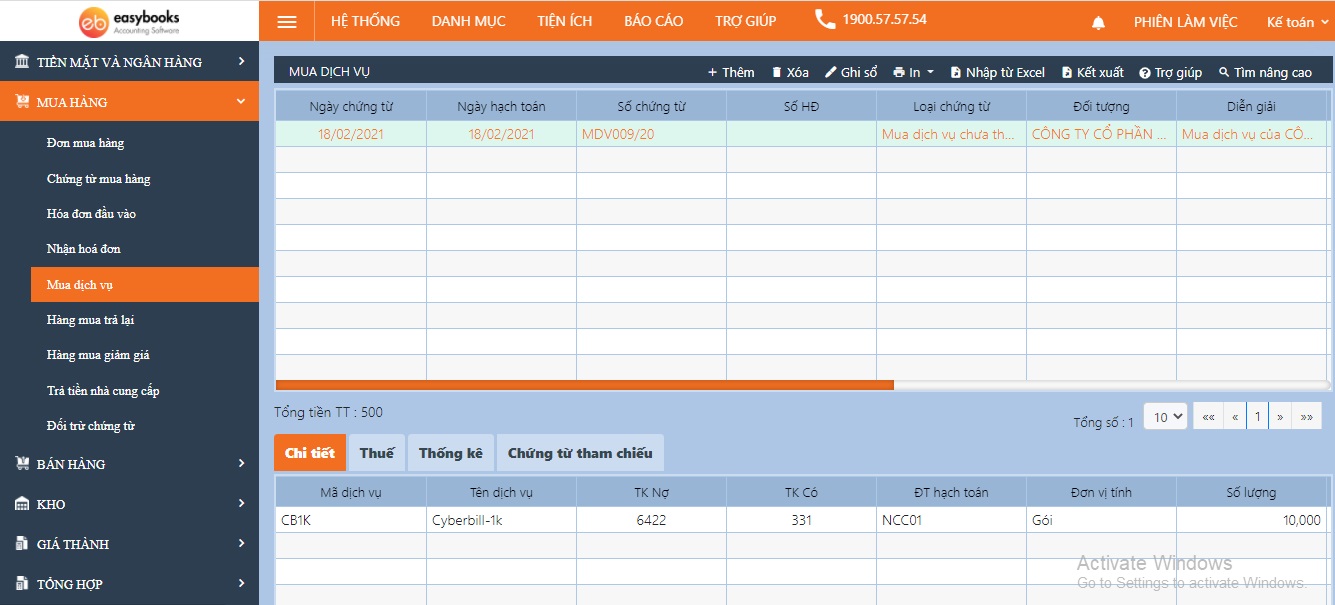 easybooks
Accounting Software
HỆ THỐNG DANH MỤC TIỆN ÍCH BÁO CÁO TRỢ GIÚP 1900.57.57.54 PHIÊN LÀM VIỆC Kế toán
TIỀN MẶT VÀ NGÂN HÀNG
MUA HÀNG
Đơn mua hàng
Chứng từ mua hàng
Hóa đơn đầu vào
Nhận hoá đơn
Mua dịch vụ
Hàng mua trả lại
Hàng mua giảm giá
Trả tiền nhà cung cấp
Đối trừ chứng từ
BÁN HÀNG
KHO
GIÁ THÀNH
TỔNG HỢP
MUA DỊCH VỤ + Thêm Xóa Ghi sổ In Nhập từ Excel Kết xuất Trợ giúp Tìm nâng cao
Ngày chứng từ Ngày hạch toán Số chứng từ Số HĐ Loại chứng từ Đối tượng Diễn giải
18/02/2021 18/02/2021 MDV009/20 Mua dịch vụ chưa th... CÔNG TY CỔ PHẦN ... Mua dịch vụ của CÔ...
Tổng tiền TT : 500
Tổng số : 1 10 «« « 1 » »»
Chi tiết Thuế Thống kê Chứng từ tham chiếu
Mã dịch vụ Tên dịch vụ TK Nợ TK Có ĐT hạch toán Đơn vị tính Số lượng
CB1K Cyberbill-1k 6422 331 NCC01 Gói 10,000
Activate Windows
Go to Settings to activate Windows.